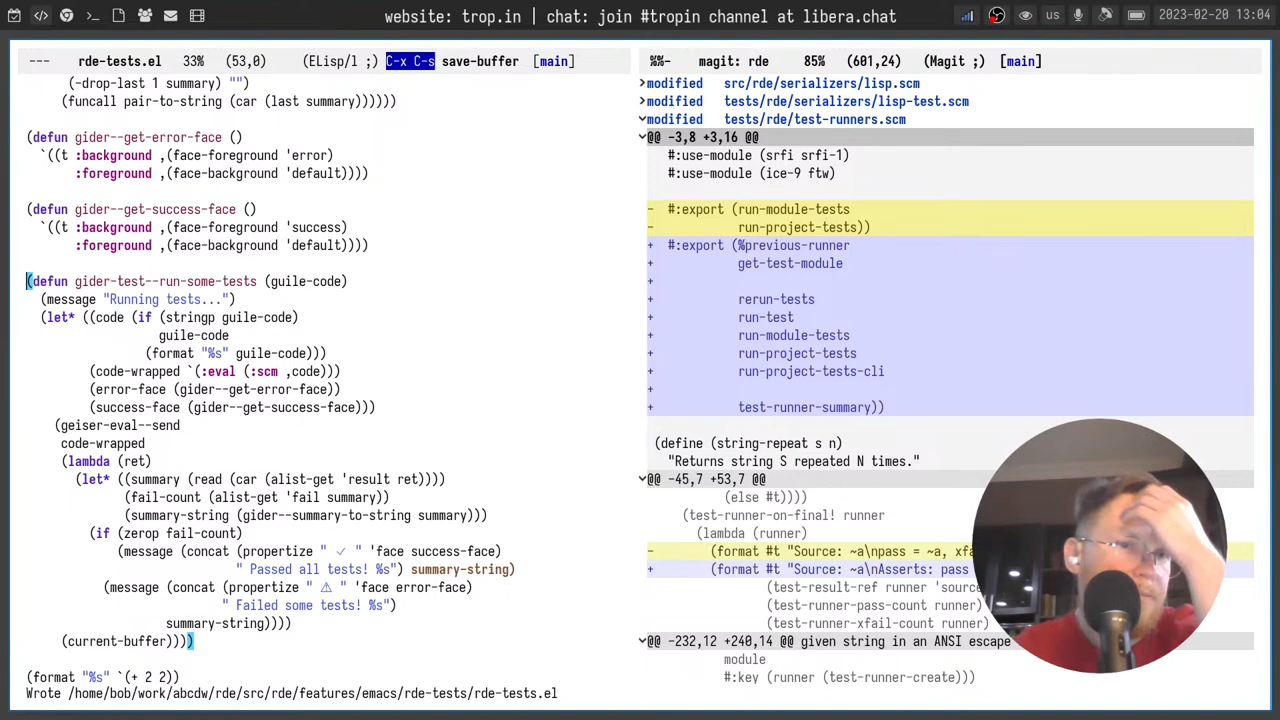 website: trop.in | chat: join #tropin channel at libera.chat
us
2023-02-20 13:04
--- rde-tests.el 33% (53,0) (ELisp/l ;) C-x C-s save-buffer [main]
(-drop-last 1 summary) "")
(funcall pair-to-string (car (last summary))))))
(defun gider--get-error-face ()
`((t :background ,(face-foreground 'error)
:foreground ,(face-background 'default))))
(defun gider--get-success-face ()
`((t :background ,(face-foreground 'success)
:foreground ,(face-background 'default))))
(defun gider-test--run-some-tests (guile-code)
(message "Running tests...")
(let* ((code (if (stringp guile-code)
guile-code
(format "%s" guile-code)))
(code-wrapped `(:eval (:scm ,code)))
(error-face (gider--get-error-face))
(success-face (gider--get-success-face)))
(geiser-eval--send
code-wrapped
(lambda (ret)
(let* ((summary (read (car (alist-get 'result ret))))
(fail-count (alist-get 'fail summary))
(summary-string (gider--summary-to-string summary)))
(if (zerop fail-count)
(message (concat (propertize " ✓ " 'face success-face)
" Passed all tests! %s") summary-string)
(message (concat (propertize " ⚠ " 'face error-face)
" Failed some tests! %s")
summary-string))))
(current-buffer))))
(format "%s" `(+ 2 2))
Wrote /home/bob/work/abcdw/rde/src/rde/features/emacs/rde-tests/rde-tests.el
%%- magit: rde 85% (601,24) (Magit ;) [main]
modified src/rde/serializers/lisp.scm
modified tests/rde/serializers/lisp-test.scm
modified tests/rde/test-runners.scm
@@ -3,8 +3,16 @@
#:use-module (srfi srfi-1)
#:use-module (ice-9 ftw)
- #:export (run-module-tests
- run-project-tests))
+ #:export (%previous-runner
+ get-test-module
+
+ rerun-tests
+ run-test
+ run-module-tests
+ run-project-tests
+ run-project-tests-cli
+
+ test-runner-summary))
(define (string-repeat s n)
"Returns string S repeated N times."
@@ -45,7 +53,7 @@
(else #t))))
(test-runner-on-final! runner
(lambda (runner)
- (format #t "Source: ~a\npass = ~a, xfa
+ (format #t "Source: ~a\nAsserts: pass
(test-result-ref runner 'source
(test-runner-pass-count runner)
(test-runner-xfail-count runner)
@@ -232,12 +240,14 @@ given string in an ANSI escape
module
#:key (runner (test-runner-create)))